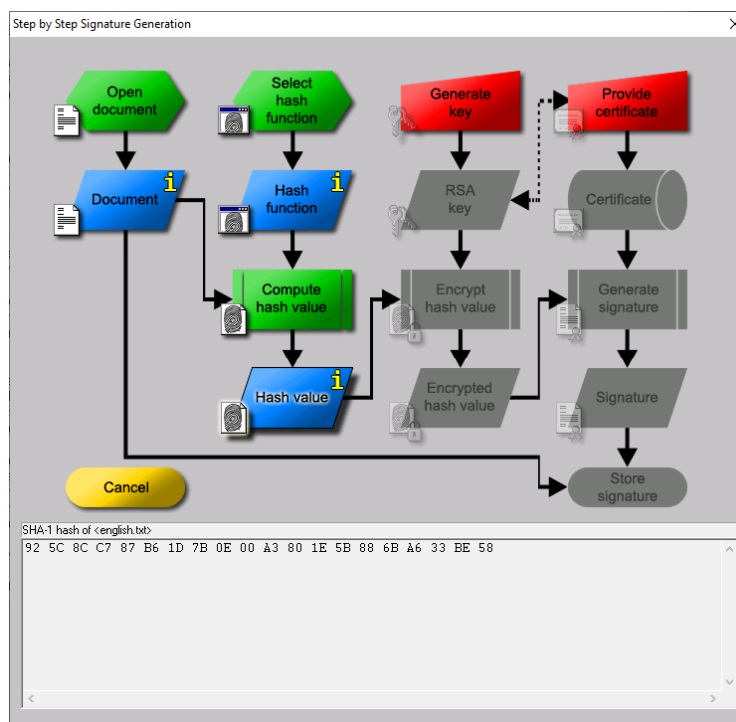 Step by Step Signature Generation
Open
document
Select
hash
function
Generate
key
Provide
certificate
Document
i
Hash
function
i
RSA
key
Certificate
Compute
hash value
Encrypt
hash value
Generate
signature
Hash value
i
Encrypted
hash value
Signature
Cancel
Store
signature
SHA-1 hash of <english.txt>
92 5C 8C C7 87 B6 1D 7B 0E 00 A3 80 1E 5B 88 6B A6 33 BE 58